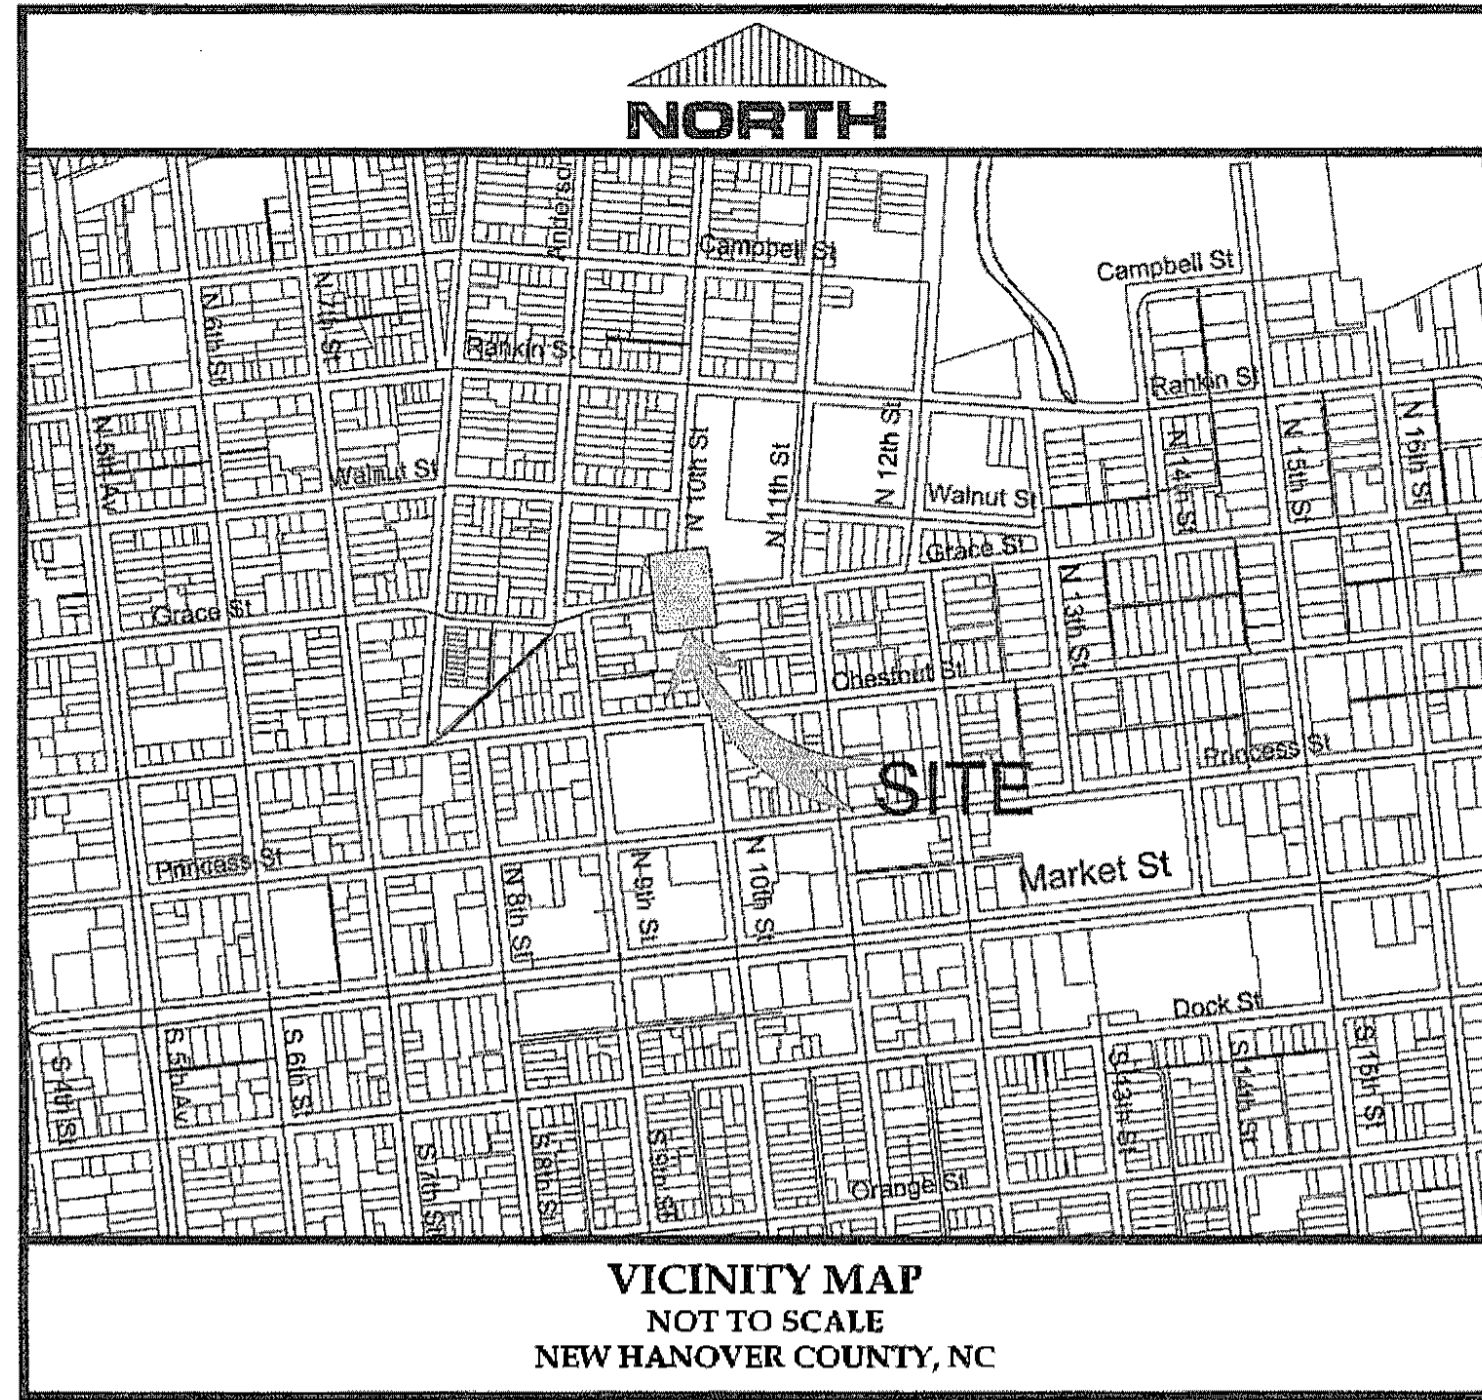 NORTH
Anderson
Campbell St
Campbell St
N 6th St
N 7th St
Rankin St
Rankin St
N 5th Av
Walnut St
N 10th St
N 11th St
N 12th St
Walnut St
N 14th St
N 15th St
N 16th St
Grace St
Grace St
N 13th St
Chestnut St
Princess St
SITE
Princess St
N 8th St
N 9th St
N 10th St
Market St
Dock St
S 4th St
S 5th Av
S 6th St
S 13th St
S 14th St
S 15th St
S 7th St
S 8th St
S 9th St
Orange St
VICINITY MAP
NOT TO SCALE
NEW HANOVER COUNTY, NC